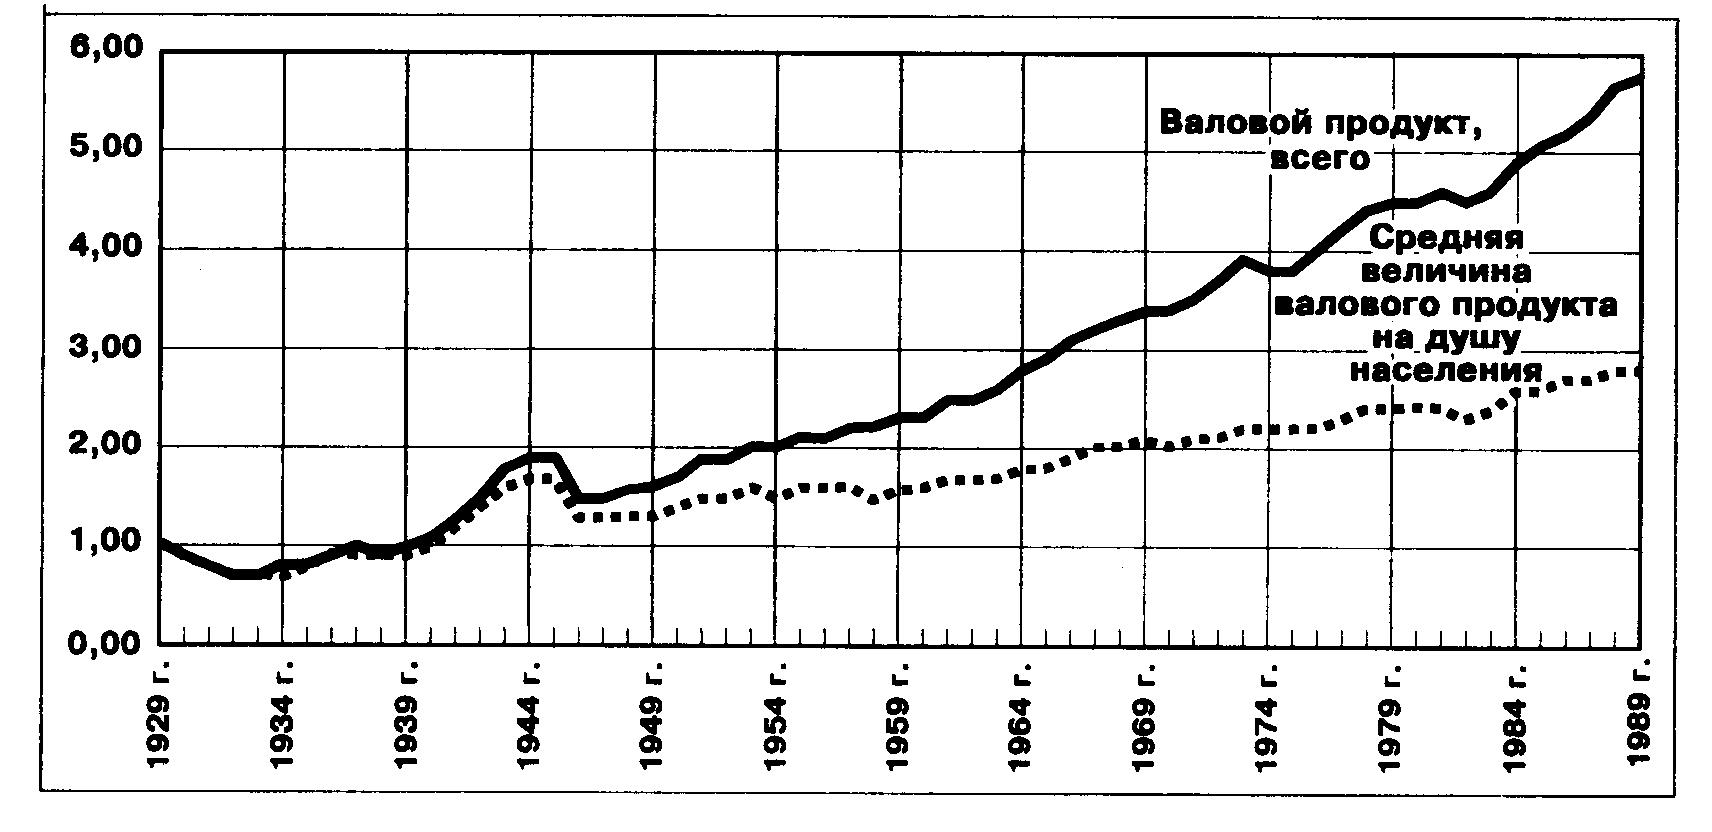 6,00
5,00
4,00
3,00
2,00
1,00
0,00
Валовой продукт,
всего
Средняя
величина
валового продукта
на душу
населения
1929 г.
1934 г.
1939 г.
1944 г.
1949 г.
1954 г.
1959 г.
1964 г.
1969 г.
1974 г.
1979 г.
1984 г.
1989 г.